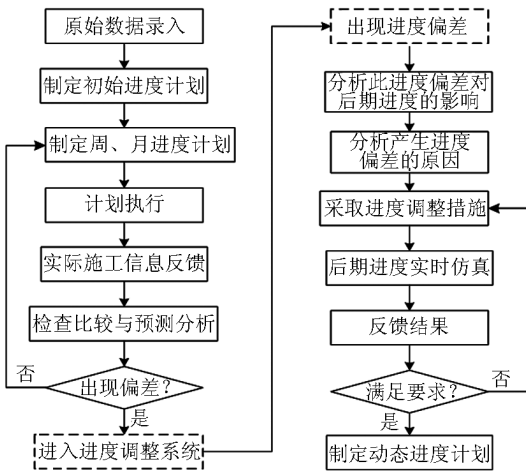 原始数据录入
制定初始进度计划
制定周、月进度计划
计划执行
实际施工信息反馈
检查比较与预测分析
否
出现偏差？
是
进入进度调整系统
出现进度偏差
分析此进度偏差对
后期进度的影响
分析产生进度
偏差的原因
采取进度调整措施
后期进度实时仿真
反馈结果
否
满足要求？
是
制定动态进度计划